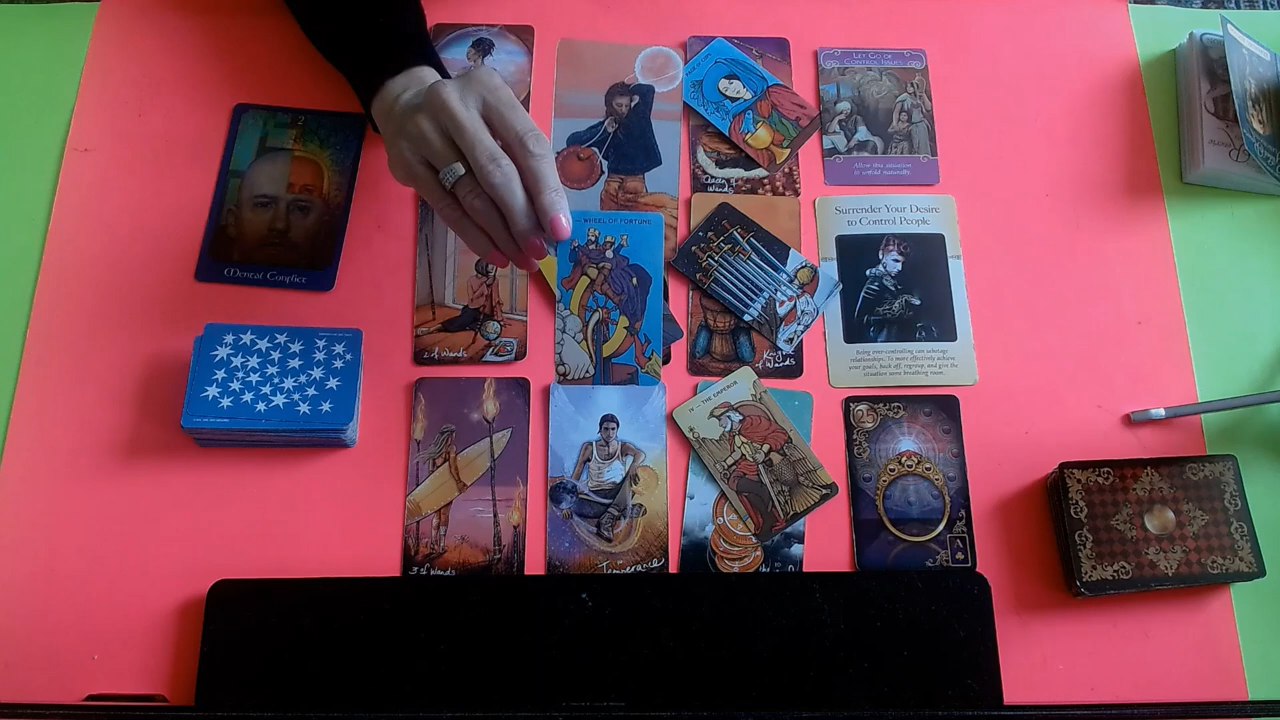 2
Mental Conflict
2 of Wands
3 of Wands
WHEEL OF FORTUNE
Temperance
Queen of
Wands
King
of Wands
IV — THE EMPEROR
10
LET GO OF
CONTROL ISSUES
Allow this situation
to unfold naturally.
Surrender Your Desire
to Control People
Being over-controlling can sabotage
relationships. To more effectively achieve
your goals, back off, regroup, and give the
situation some breathing room.
25
A